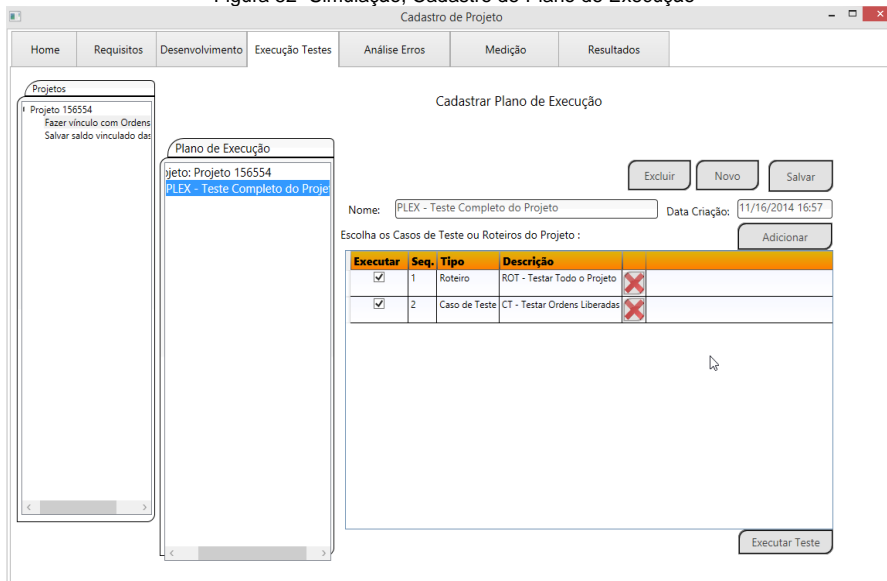 Cadastro de Projeto
Home Requisitos Desenvolvimento Execução Testes Análise Erros Medição Resultados
Projetos
Projeto 156554
Fazer vínculo com Ordens
Salvar saldo vinculado das
Plano de Execução
jeto: Projeto 156554
PLEX - Teste Completo do Proje
Cadastrar Plano de Execução
Excluir Novo Salvar
Nome: PLEX - Teste Completo do Projeto Data Criação: 11/16/2014 16:57
Escolha os Casos de Teste ou Roteiros do Projeto : Adicionar
Executar Seq. Tipo Descrição
1 Roteiro ROT - Testar Todo o Projeto
2 Caso de Teste CT - Testar Ordens Liberadas
Executar Teste